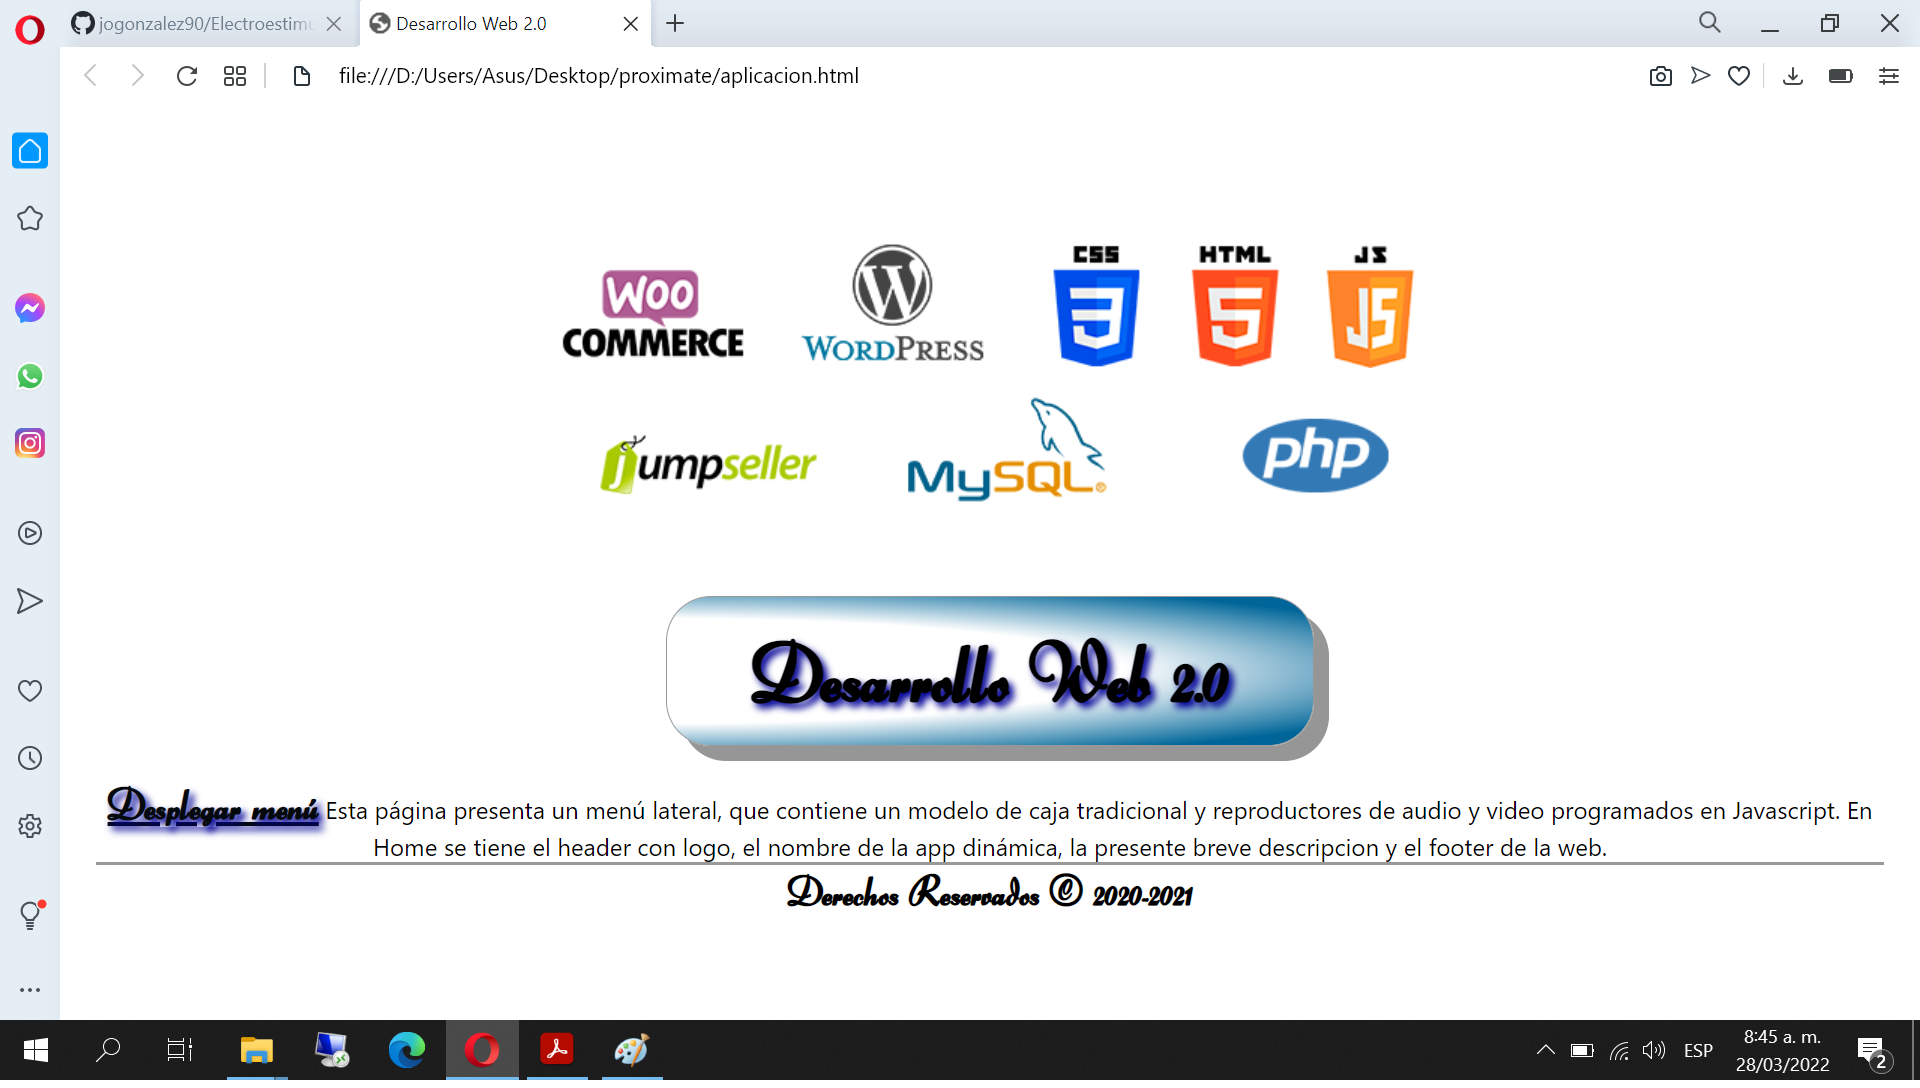 jogonzalez90/Electroestimu
Desarrollo Web 2.0
file:///D:/Users/Asus/Desktop/proximate/aplicacion.html
CSS HTML JS
WOO COMMERCE
WORDPRESS
3 5 JS
jumpseller
MySQL®
php
Desarrollo Web 2.0
Desplegar menú Esta página presenta un menú lateral, que contiene un modelo de caja tradicional y reproductores de audio y video programados en Javascript. En
Home se tiene el header con logo, el nombre de la app dinámica, la presente breve descripcion y el footer de la web.
Derechos Reservados © 2020-2021
ESP
8:45 a. m.
28/03/2022
2